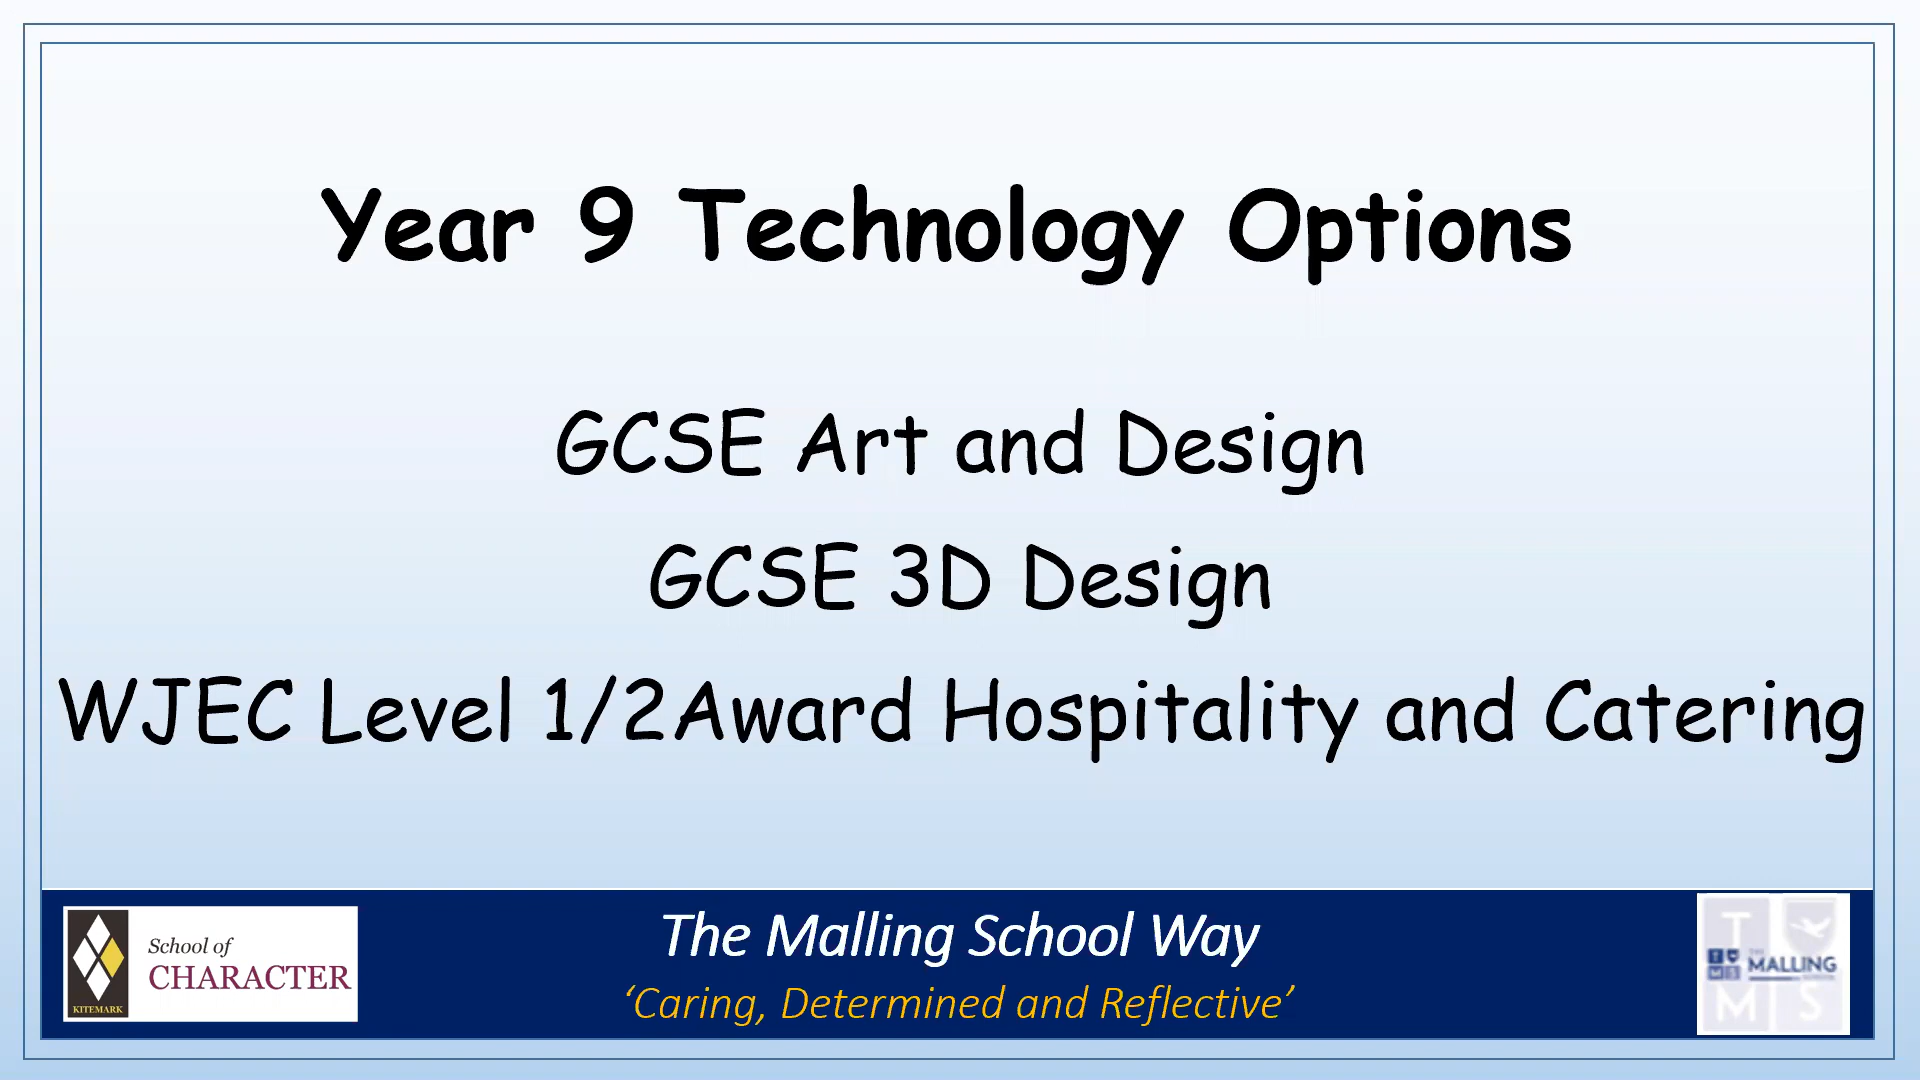 Year 9 Technology Options
GCSE Art and Design
GCSE 3D Design
WJEC Level 1/2Award Hospitality and Catering
School of
CHARACTER
KITEMARK
The Malling School Way
‘Caring, Determined and Reflective’
T
MALLING
M S